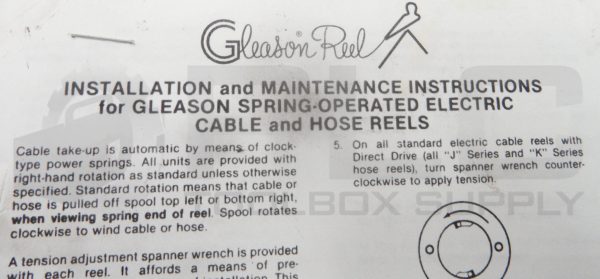 Gleason® Reel
INSTALLATION and MAINTENANCE INSTRUCTIONS
for GLEASON SPRING-OPERATED ELECTRIC
CABLE and HOSE REELS
Cable take-up is automatic by means of clock-
type power springs. All units are provided with
right-hand rotation as standard unless otherwise
specified. Standard rotation means that cable or
hose is pulled off spool top left or bottom right,
when viewing spring end of reel. Spool rotates
clockwise to wind cable or hose.
A tension adjustment spanner wrench is provided
with each reel. It affords a means of pre-
of installation. This
5. On all standard electric cable reels with
Direct Drive (all "J" Series and "K" Series
hose reels), turn spanner wrench counter-
clockwise to apply tension.
PLC
TOOLBOX SUPPLY